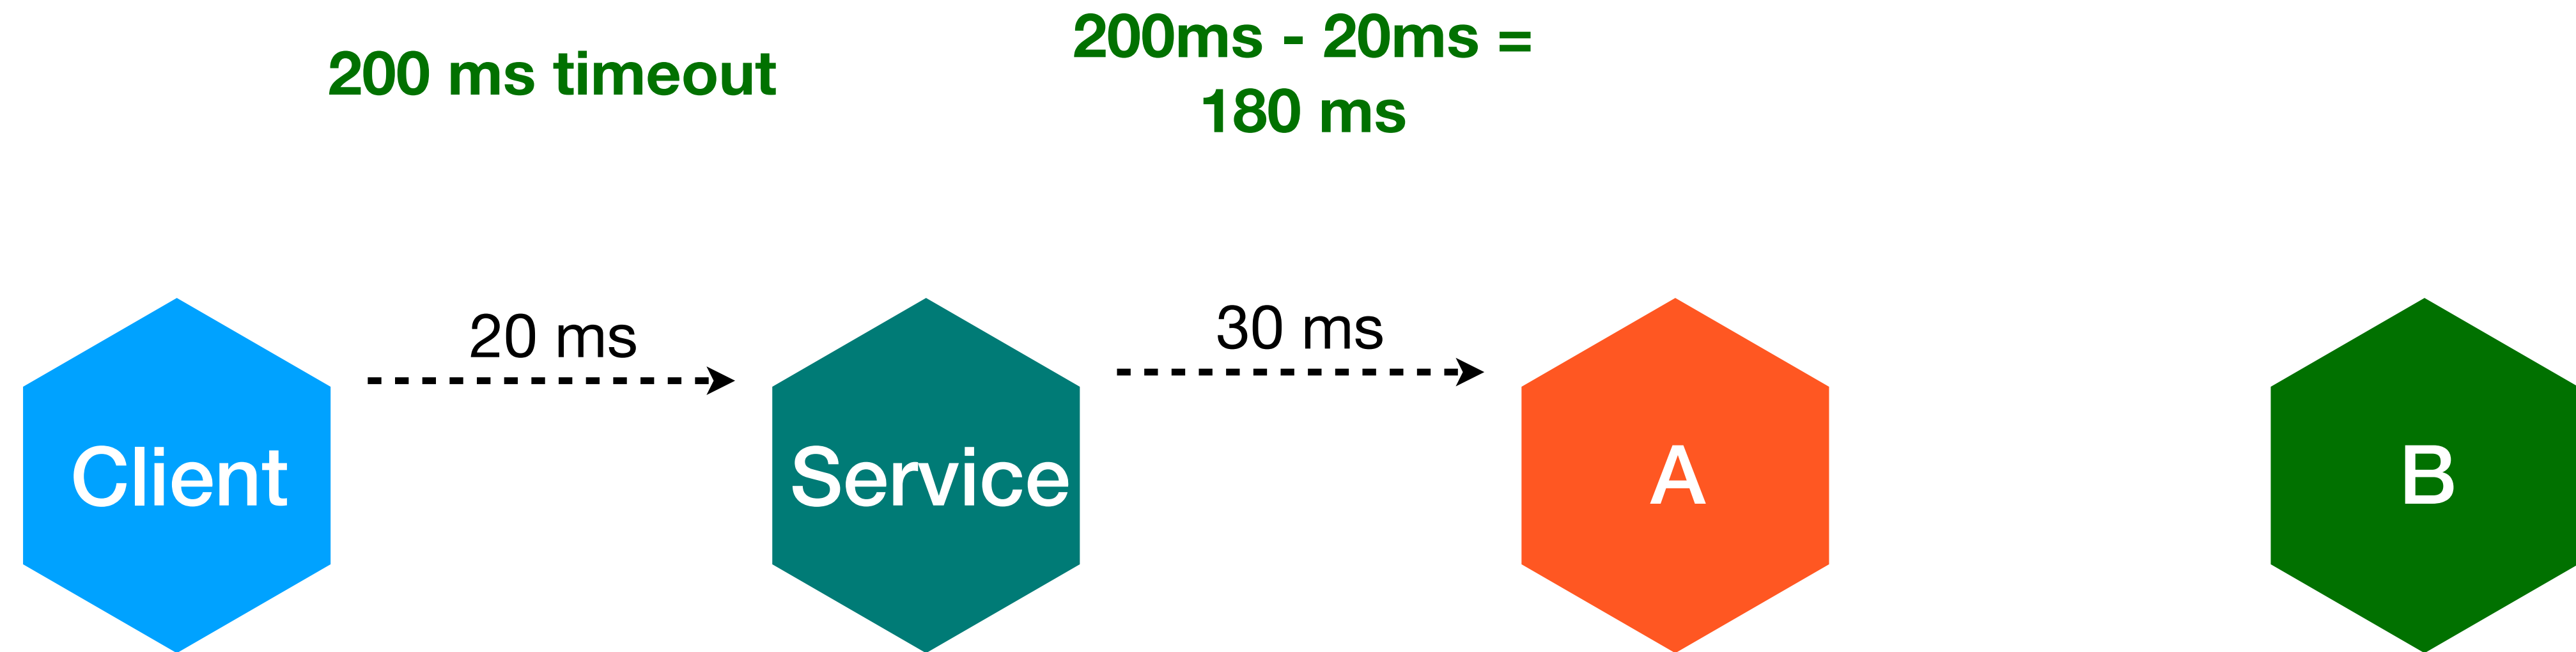 200 ms timeout
200ms - 20ms =
180 ms
20 ms
30 ms
Client
Service
A
B